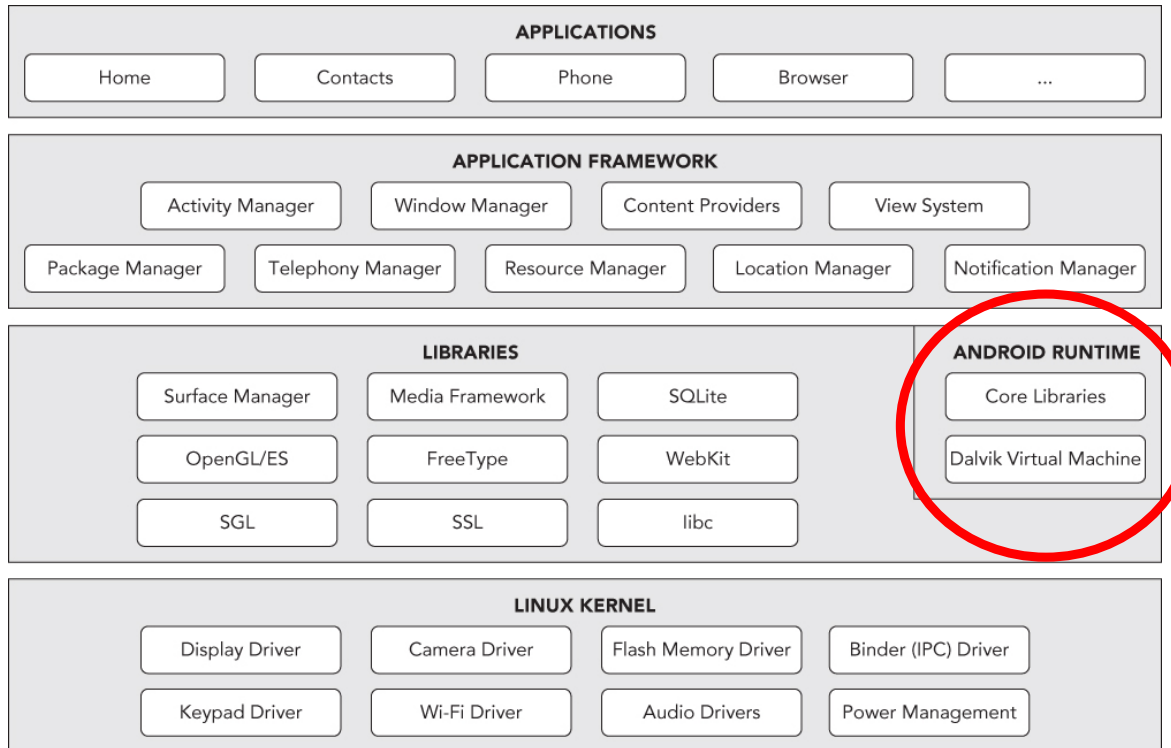 APPLICATIONS
Home Contacts Phone Browser ...
APPLICATION FRAMEWORK
Activity Manager Window Manager Content Providers View System
Package Manager Telephony Manager Resource Manager Location Manager Notification Manager
LIBRARIES
Surface Manager Media Framework SQLite
OpenGL/ES FreeType WebKit
SGL SSL libc
ANDROID RUNTIME
Core Libraries
Dalvik Virtual Machine
LINUX KERNEL
Display Driver Camera Driver Flash Memory Driver Binder (IPC) Driver
Keypad Driver Wi-Fi Driver Audio Drivers Power Management